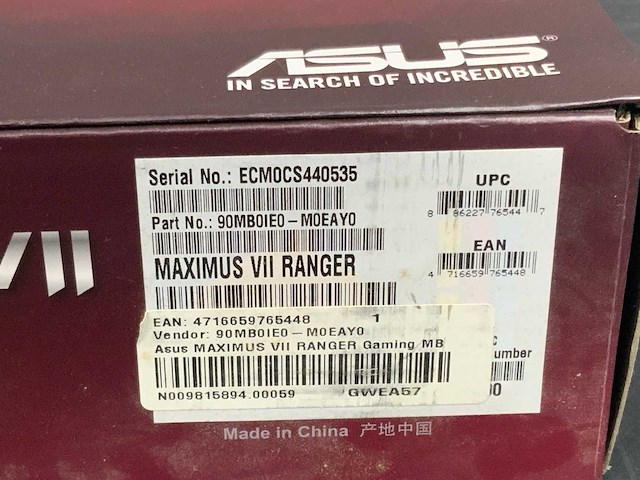 ASUS®
IN SEARCH OF INCREDIBLE
VII
Serial No.: ECM0CS440535
Part No.: 90MB0IE0-M0EAY0
MAXIMUS VII RANGER
UPC
8 86227 76544 7
EAN
4 716659 765448
EAN: 4716659765448 1
Vendor: 90MB0IE0-M0EAY0
Asus MAXIMUS VII RANGER Gaming MB
N009815894.00059 GWEA57
Made in China 产地中国